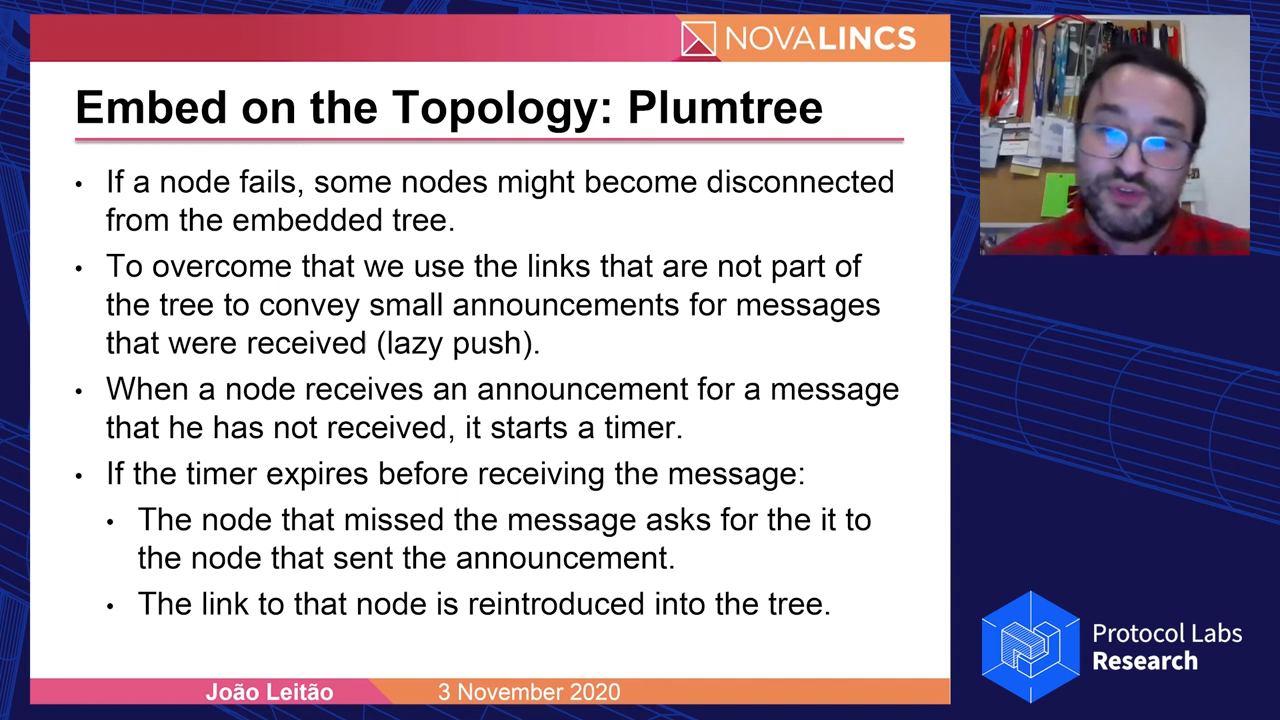 NOVALINCS
Embed on the Topology: Plumtree
• If a node fails, some nodes might become disconnected
from the embedded tree.
• To overcome that we use the links that are not part of
the tree to convey small announcements for messages
that were received (lazy push).
• When a node receives an announcement for a message
that he has not received, it starts a timer.
• If the timer expires before receiving the message:
• The node that missed the message asks for the it to
the node that sent the announcement.
• The link to that node is reintroduced into the tree.
João Leitão
3 November 2020
Protocol Labs
Research